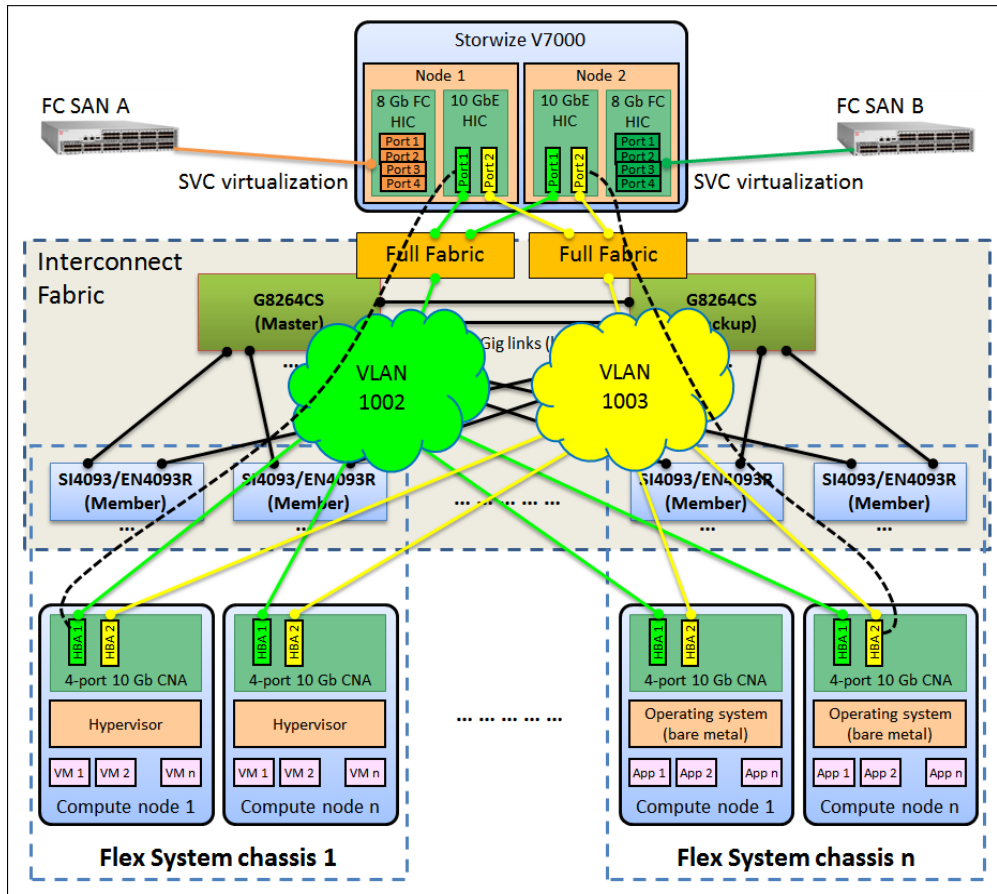 Storwize V7000
Node 1
Node 2
FC SAN A
FC SAN B
8 Gb FC
HIC
10 GbE
HIC
10 GbE
HIC
8 Gb FC
HIC
Port 1
Port 2
Port 3
Port 4
Port 1
Port 2
Port 1
Port 2
Port 1
Port 2
Port 3
Port 4
SVC virtualization
SVC virtualization
Interconnect
Fabric
Full Fabric
Full Fabric
G8264CS
(Master)
...
G8264CS
Gig links
VLAN
1002
VLAN
1003
SI4093/EN4093R
(Member)
...
SI4093/EN4093R
(Member)
...
... ... ... ... ...
SI4093/EN4093R
(Member)
...
SI4093/EN4093R
(Member)
...
HBA 1
HBA 2
4-port 10 Gb CNA
HBA 1
HBA 2
4-port 10 Gb CNA
HBA 1
HBA 2
4-port 10 Gb CNA
HBA 1
HBA 2
4-port 10 Gb CNA
Hypervisor
Hypervisor
... ... ... ... ...
Operating system
(bare metal)
Operating system
(bare metal)
VM 1
VM 2
VM n
VM 1
VM 2
VM n
App 1
App 2
App n
App 1
App 2
App n
Compute node 1
Compute node n
Compute node 1
Compute node n
Flex System chassis 1
Flex System chassis n